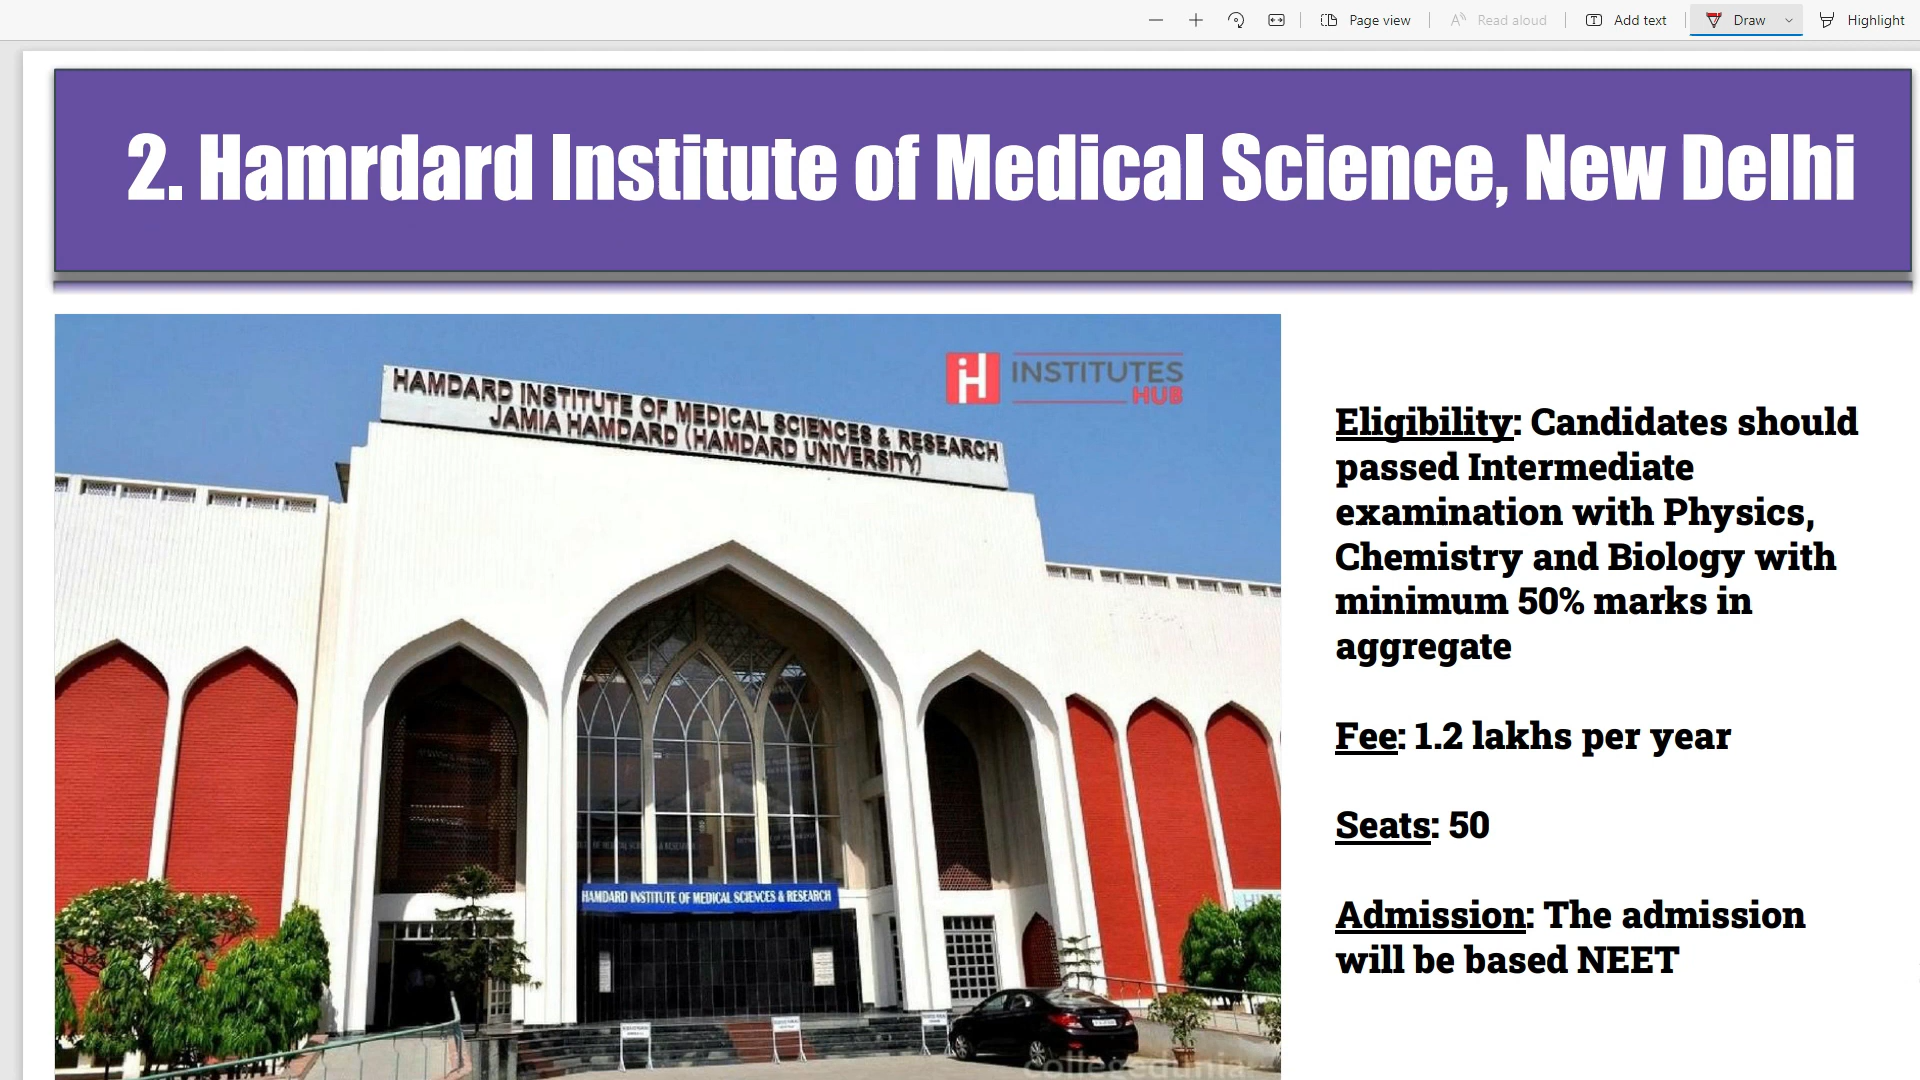 Page view
Read aloud
Add text
Draw
Highlight
2. Hamrdard Institute of Medical Science, New Delhi
HAMDARD INSTITUTE OF MEDICAL SCIENCES & RESEARCH
JAMIA HAMDARD (HAMDARD UNIVERSITY)
iH INSTITUTES
HUB
Eligibility: Candidates should
passed Intermediate
examination with Physics,
Chemistry and Biology with
minimum 50% marks in
aggregate
Fee: 1.2 lakhs per year
Seats: 50
Admission: The admission
will be based NEET
HAMDARD INSTITUTE OF MEDICAL SCIENCES & RESEARCH
collegedunia